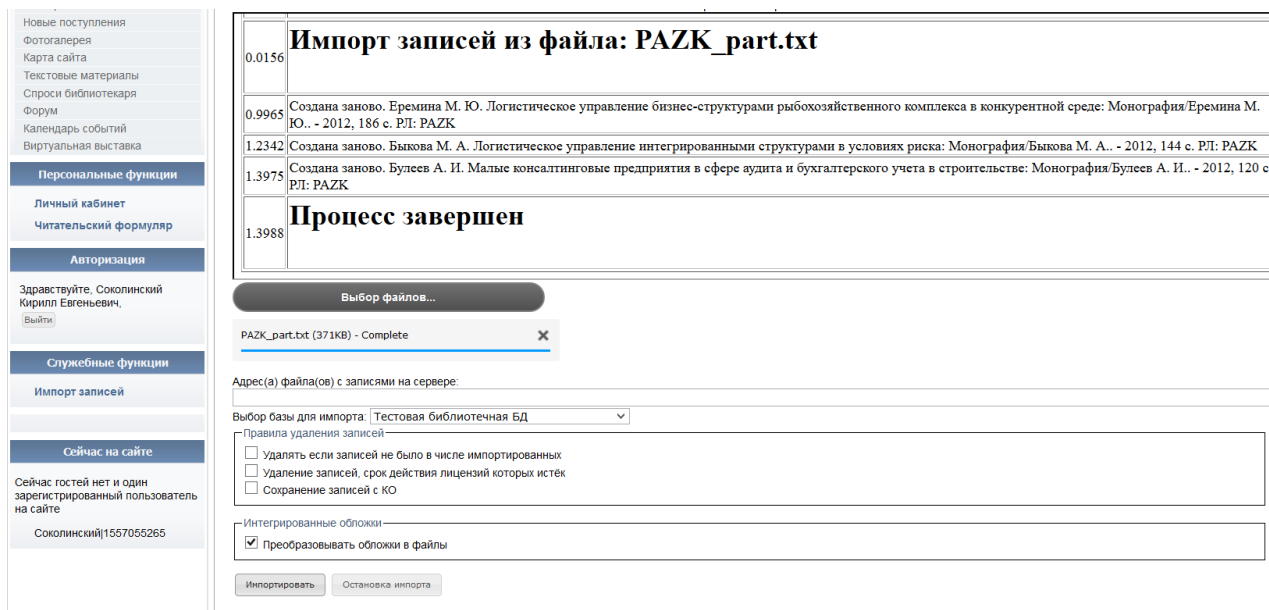 Новые поступления
Фотогалерея
Карта сайта
Текстовые материалы
Спроси библиотекаря
Форум
Календарь событий
Виртуальная выставка
Персональные функции
Личный кабинет
Читательский формуляр
Авторизация
Здравствуйте, Соколинский
Кирилл Евгеньевич,
Выйти
Служебные функции
Импорт записей
Сейчас на сайте
Сейчас гостей нет и один
зарегистрированный пользователь
на сайте
Соколинский|1557055265
0.0156 Импорт записей из файла: PAZK_part.txt
0.9965 Создана заново. Еремина М. Ю. Логистическое управление бизнес-структурами рыбохозяйственного комплекса в конкурентной среде: Монография/Еремина М.
Ю.. - 2012, 186 с. РЛ: PAZK
1.2342 Создана заново. Быкова М. А. Логистическое управление интегрированными структурами в условиях риска: Монография/Быкова М. А.. - 2012, 144 с. РЛ: PAZK
1.3975 Создана заново. Булеев А. И. Малые консалтинговые предприятия в сфере аудита и бухгалтерского учета в строительстве: Монография/Булеев А. И.. - 2012, 120 с
РЛ: PAZK
1.3988 Процесс завершен
Выбор файлов...
PAZK_part.txt (371KB) - Complete
Адрес(а) файла(ов) с записями на сервере:
Выбор базы для импорта: Тестовая библиотечная БД
Правила удаления записей
Удалять если записей не было в числе импортированных
Удаление записей, срок действия лицензий которых истёк
Сохранение записей с КО
Интегрированные обложки
Преобразовывать обложки в файлы
Импортировать Остановка импорта